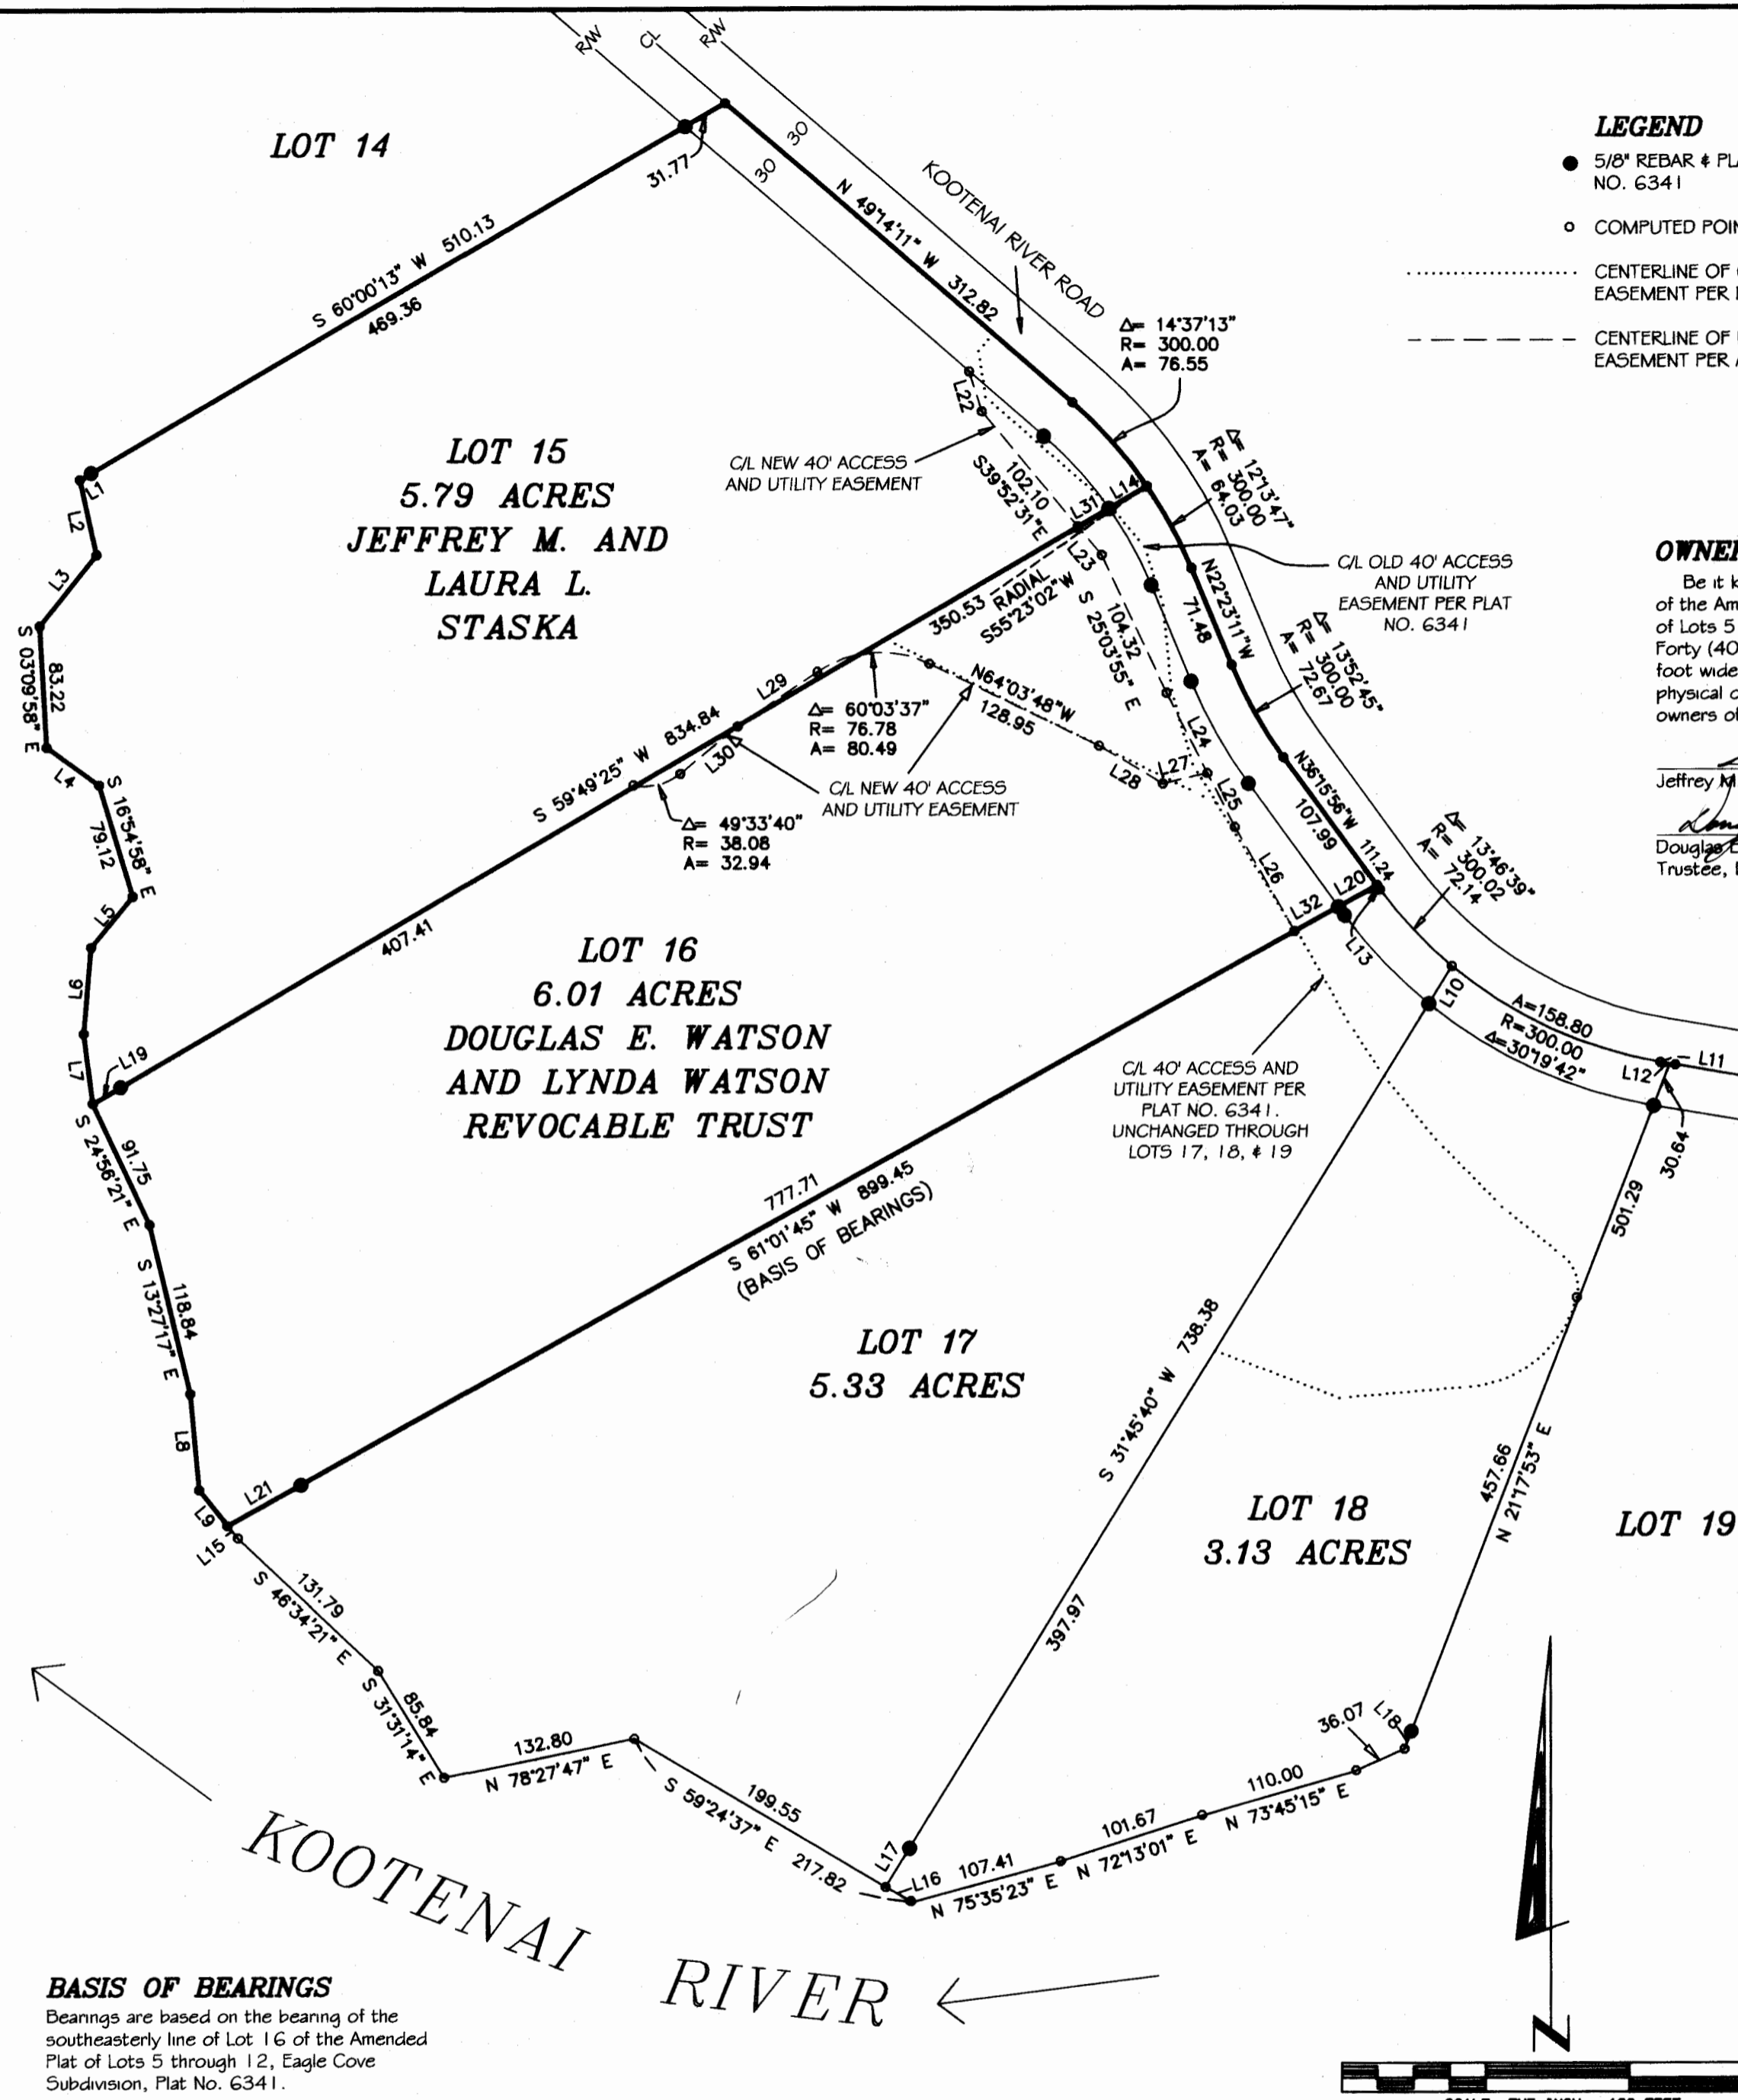 R/W
CL
R/W
LOT 14
31.77
30
30
KOOTENAI RIVER ROAD
N 49°14'11" W 312.82
S 60°00'13" W 510.13
469.36
Δ= 14°37'13"
R= 300.00
A= 76.55
LEGEND
5/8" REBAR &
NO. 6341
COMPUTED
CENTERLINE OF
EASEMENT PER
CENTERLINE OF
EASEMENT PER
L1
L2
L3
S 03°09'58" E
83.22
L4
S 16°54'58" E
79.12
L5
L6
L7
L19
LOT 15
5.79 ACRES
JEFFREY M. AND
LAURA L.
STASKA
C/L NEW 40' ACCESS
AND UTILITY EASEMENT
L22
102.10
S39°52'31"E
L31
L14
L23
Δ= 12°13'47"
R= 300.00
A= 64.03
C/L OLD 40' ACCESS
AND UTILITY
EASEMENT PER PLAT
NO. 6341
N22°23'11"W
71.48
Δ= 13°52'45"
R= 300.00
A= 72.67
350.53
RADIAL
S55°23'02"W
104.32
S 25°03'55" E
N64°03'48"W
128.95
L24
L27
L28
L25
L26
L29
L30
S 59°49'25" W 834.84
Δ= 60°03'37"
R= 76.78
A= 80.49
C/L NEW 40' ACCESS
AND UTILITY EASEMENT
Δ= 49°33'40"
R= 38.08
A= 32.94
407.41
N36°15'56"W
107.99
111.24
Δ= 13°46'39"
R= 300.02
A= 72.14
L20
L32
L13
L10
OWNE
Be it
of the Am
of Lots 5
Forty (40
foot wide
physical
owners of
Jeffrey M
Douglas E
Trustee,
LOT 16
6.01 ACRES
DOUGLAS E. WATSON
AND LYNDA WATSON
REVOCABLE TRUST
A=158.80
R=300.00
Δ=30°19'42"
L11
L12
30.64
501.29
C/L 40' ACCESS AND
UTILITY EASEMENT PER
PLAT NO. 6341.
UNCHANGED THROUGH
LOTS 17, 18, & 19
91.75
S 24°56'21" E
118.84
S 13°27'17" E
L8
L9
L21
L15
777.71
S 61°01'45" W 899.45
(BASIS OF BEARINGS)
LOT 17
5.33 ACRES
S 31°45'40" W 738.38
397.97
LOT 18
3.13 ACRES
457.66
N 21°17'53" E
LOT 19
131.79
S 46°34'21" E
85.84
S 31°31'14" E
132.80
N 78°27'47" E
199.55
S 59°24'37" E 217.82
L17
L16
107.41
N 75°35'23" E
101.67
N 72°13'01" E
110.00
N 73°45'15" E
36.07
L18
KOOTENAI RIVER
N
BASIS OF BEARINGS
Bearings are based on the bearing of the
southeasterly line of Lot 16 of the Amended
Plat of Lots 5 through 12, Eagle Cove
Subdivision, Plat No. 6341.